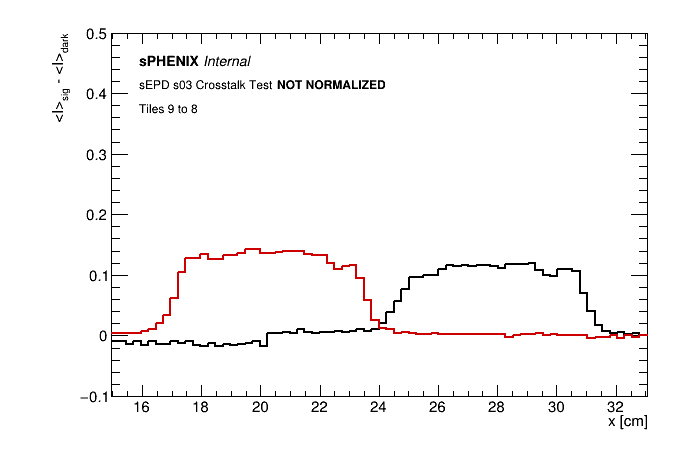 0.5
<I>sig - <I>dark
sPHENIX Internal
sEPD s03 Crosstalk Test NOT NORMALIZED
0.4
Tiles 9 to 8
0.3
0.2
0.1
0
−0.1
16 18 20 22 24 26 28 30 32
x [cm]